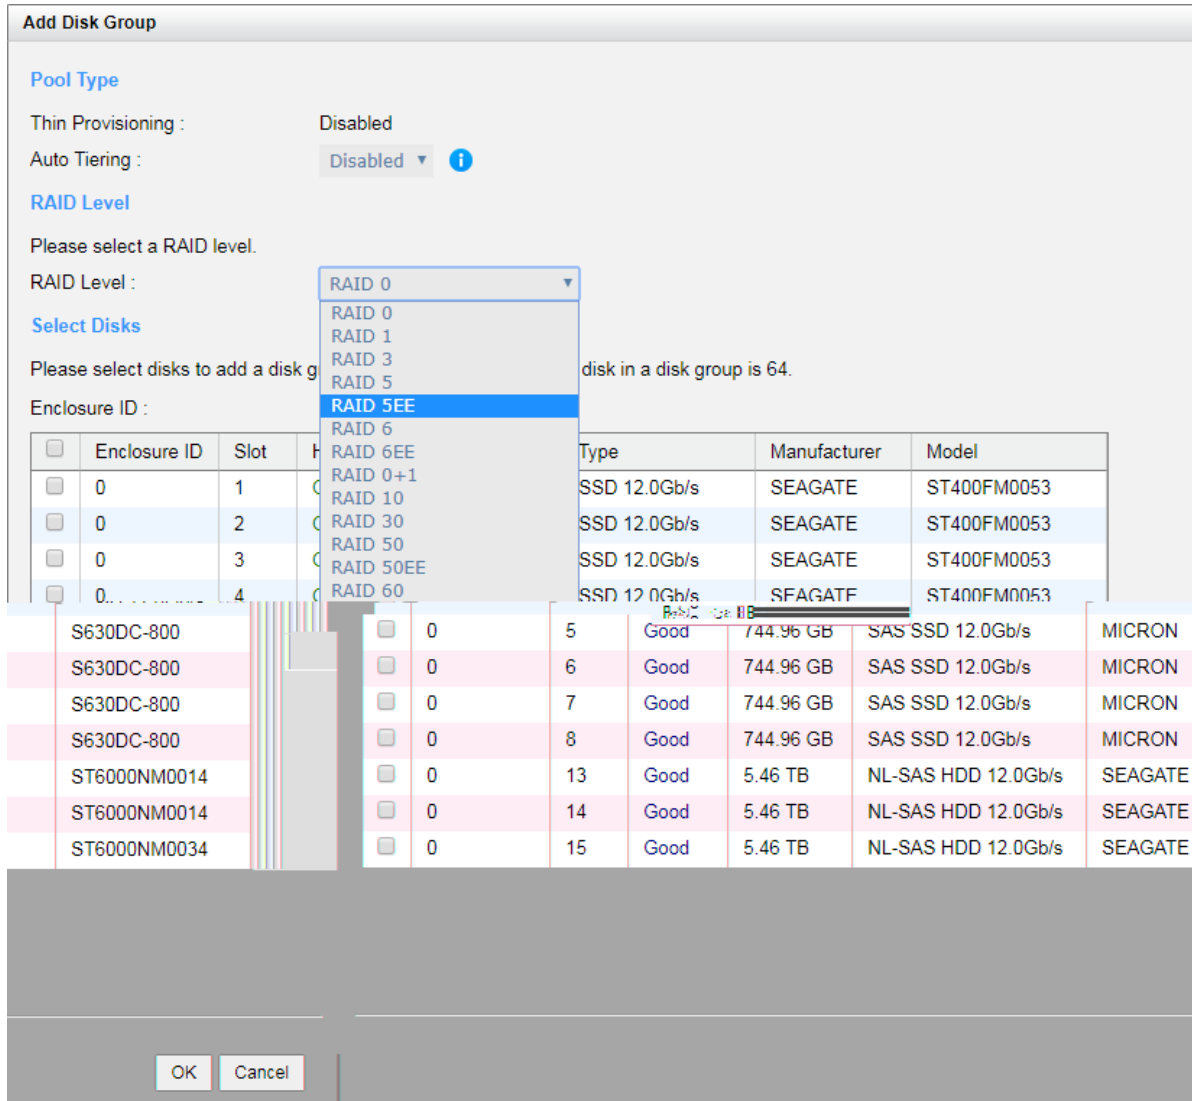 Add Disk Group
Pool Type
Thin Provisioning : Disabled
Auto Tiering : Disabled
RAID Level
Please select a RAID level.
RAID Level : RAID 0
RAID 0
RAID 1
RAID 3
RAID 5
RAID 5EE
RAID 6
RAID 6EE
RAID 0+1
RAID 10
RAID 30
RAID 50
RAID 50EE
RAID 60
Select Disks
Please select disks to add a disk disk in a disk group is 64.
Enclosure ID :
Enclosure ID Slot Type Manufacturer Model
0 1 SSD 12.0Gb/s SEAGATE ST400FM0053
0 2 SSD 12.0Gb/s SEAGATE ST400FM0053
0 3 SSD 12.0Gb/s SEAGATE ST400FM0053
0 4 SSD 12.0Gb/s SEAGATE ST400FM0053
S630DC-800 0 5 Good 744.96 GB SAS SSD 12.0Gb/s MICRON
S630DC-800 0 6 Good 744.96 GB SAS SSD 12.0Gb/s MICRON
S630DC-800 0 7 Good 744.96 GB SAS SSD 12.0Gb/s MICRON
S630DC-800 0 8 Good 744.96 GB SAS SSD 12.0Gb/s MICRON
ST6000NM0014 0 13 Good 5.46 TB NL-SAS HDD 12.0Gb/s SEAGATE
ST6000NM0014 0 14 Good 5.46 TB NL-SAS HDD 12.0Gb/s SEAGATE
ST6000NM0034 0 15 Good 5.46 TB NL-SAS HDD 12.0Gb/s SEAGATE
OK Cancel